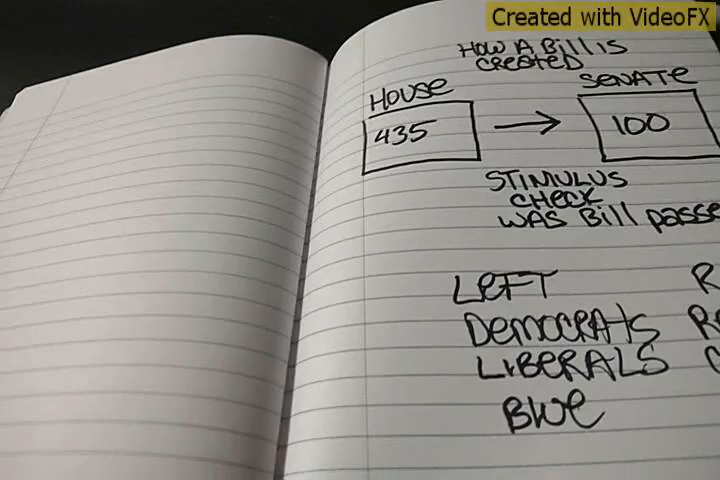 Created with VideoFX
HOW A Bill IS
CREATED
HOUSE SENATE
435 100
STIMULUS
CHECK
WAS Bill passe
LEFT R
DEMOCRATS
LIBERALS
Blue